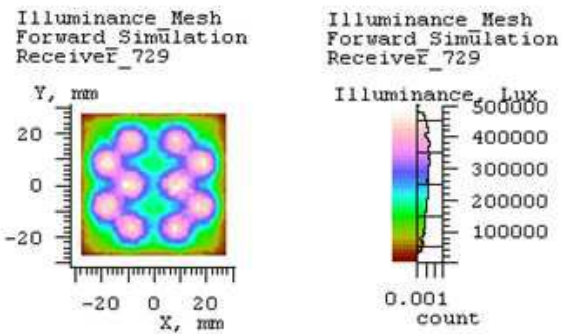 Illuminance_Mesh
Forward_Simulation
Receiver_729
Y, mm
20
0
-20
-20 0 20
X, mm
Illuminance_Mesh
Forward_Simulation
Receiver_729
Illuminance, Lux
500000
400000
300000
200000
100000
0.001
count